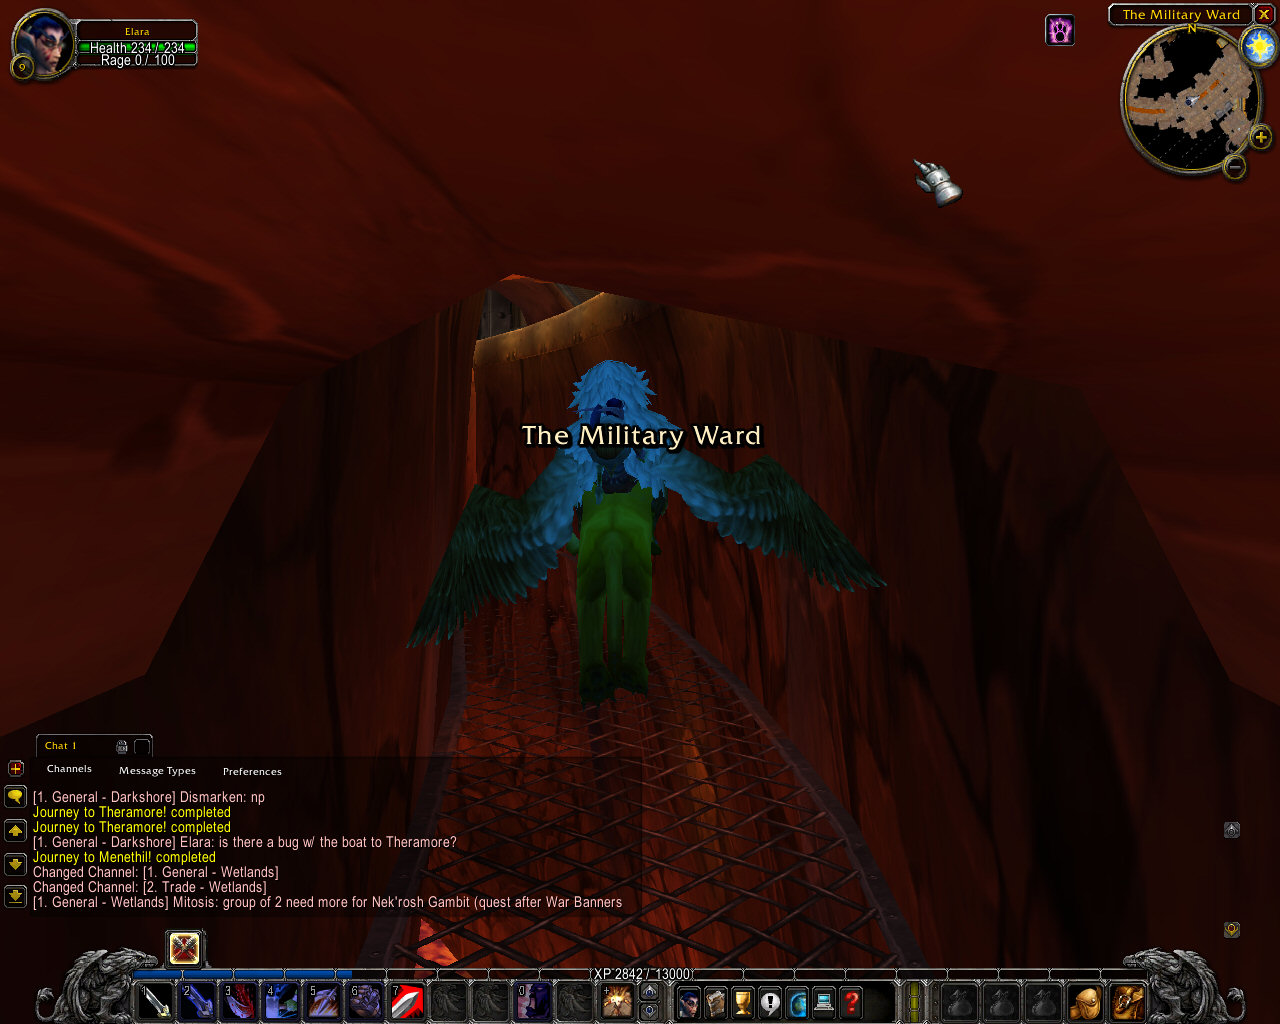 Elara
Health 234 / 234
9
Rage 0 / 100
The Military Ward
N
The Military Ward
Chat 1
Channels
Message Types
Preferences
[1. General - Darkshore] Dismarken: np
Journey to Theramore! completed
Journey to Theramore! completed
[1. General - Darkshore] Elara: is there a bug w/ the boat to Theramore?
Journey to Menethil! completed
Changed Channel: [1. General - Wetlands]
Changed Channel: [2. Trade - Wetlands]
[1. General - Wetlands] Mitosis: group of 2 need more for Nek'rosh Gambit (quest after War Banners
XP 2842 / 13000
1 2 3 4 5 6 7 0 +